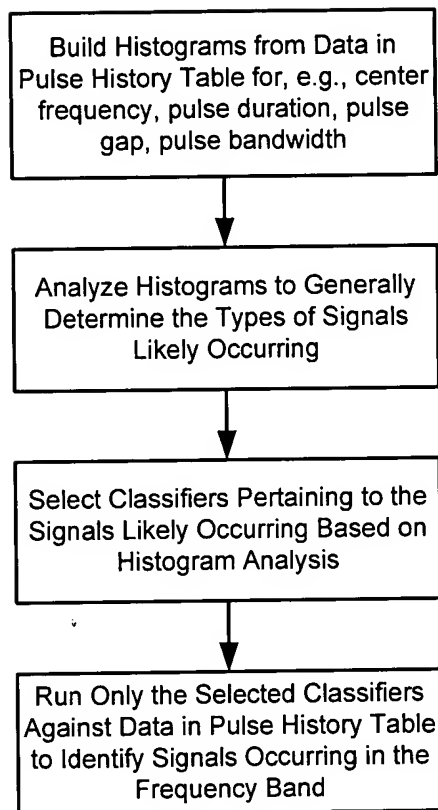 Build Histograms from Data in
Pulse History Table for, e.g., center
frequency, pulse duration, pulse
gap, pulse bandwidth
Analyze Histograms to Generally
Determine the Types of Signals
Likely Occurring
Select Classifiers Pertaining to the
Signals Likely Occurring Based on
Histogram Analysis
Run Only the Selected Classifiers
Against Data in Pulse History Table
to Identify Signals Occurring in the
Frequency Band